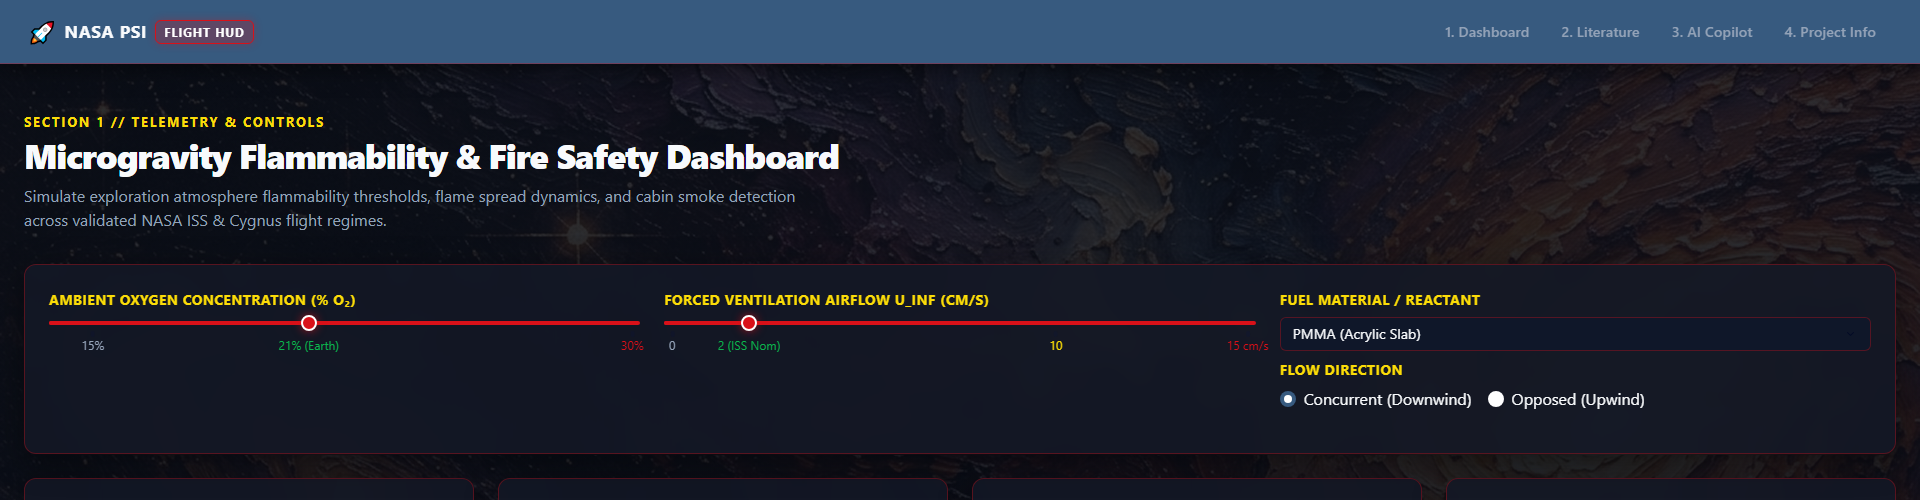 NASA PSI FLIGHT HUD
1. Dashboard 2. Literature 3. AI Copilot 4. Project Info
SECTION 1 // TELEMETRY & CONTROLS
Microgravity Flammability & Fire Safety Dashboard
Simulate exploration atmosphere flammability thresholds, flame spread dynamics, and cabin smoke detection
across validated NASA ISS & Cygnus flight regimes.
AMBIENT OXYGEN CONCENTRATION (% O₂)
15% 21% (Earth) 30%
FORCED VENTILATION AIRFLOW U_INF (CM/S)
0 2 (ISS Nom) 10 15 cm/s
FUEL MATERIAL / REACTANT
PMMA (Acrylic Slab)
FLOW DIRECTION
Concurrent (Downwind) Opposed (Upwind)